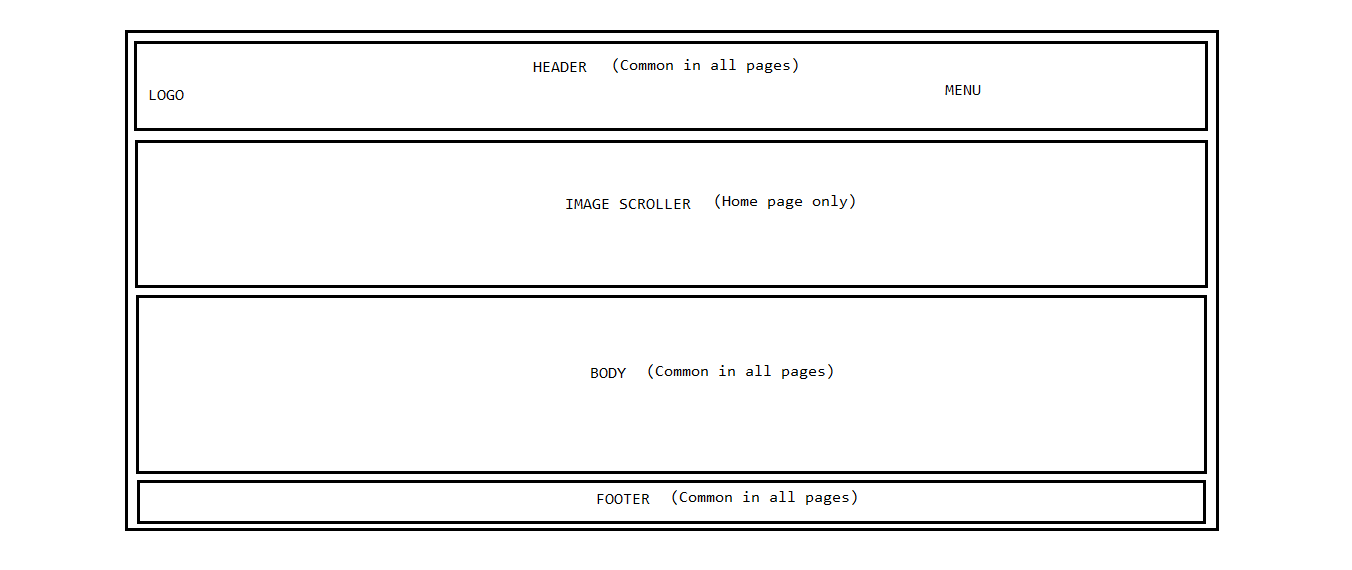 HEADER (Common in all pages)
LOGO
MENU
IMAGE SCROLLER (Home page only)
BODY (Common in all pages)
FOOTER (Common in all pages)